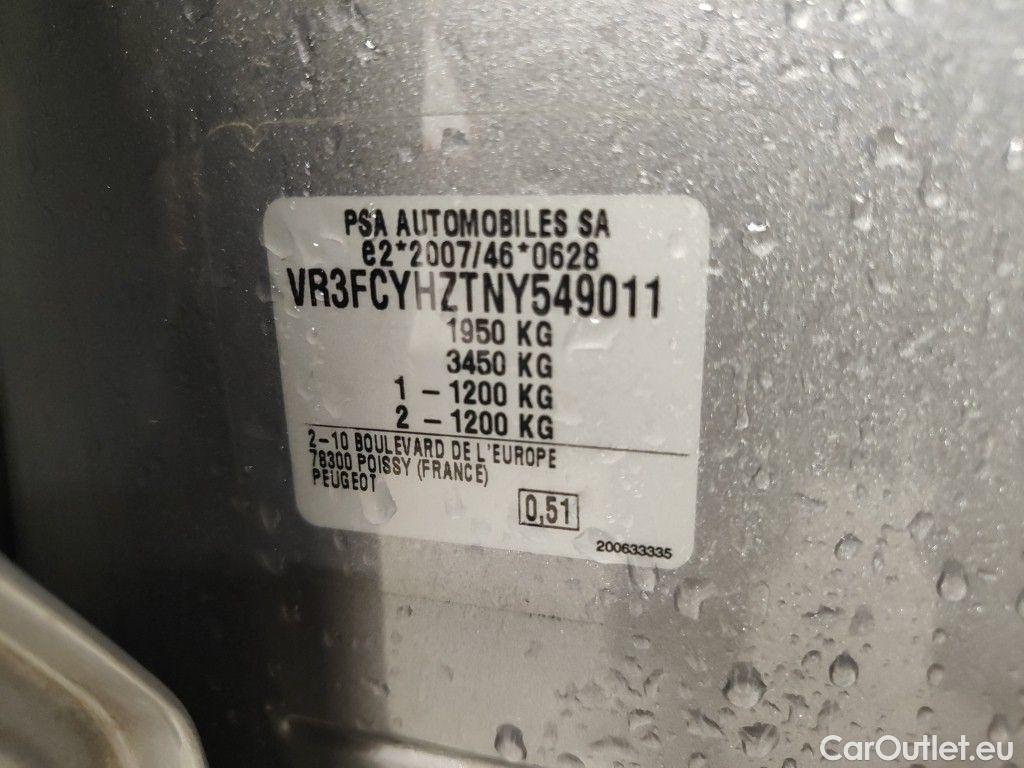 PSA AUTOMOBILES SA
e2*2007/46*0628
VR3FCYHZTNY549011
1950 KG
3450 KG
1 – 1200 KG
2 – 1200 KG
2–10 BOULEVARD DE L'EUROPE
78300 POISSY (FRANCE)
PEUGEOT
0,51
200633335
CarOutlet.eu